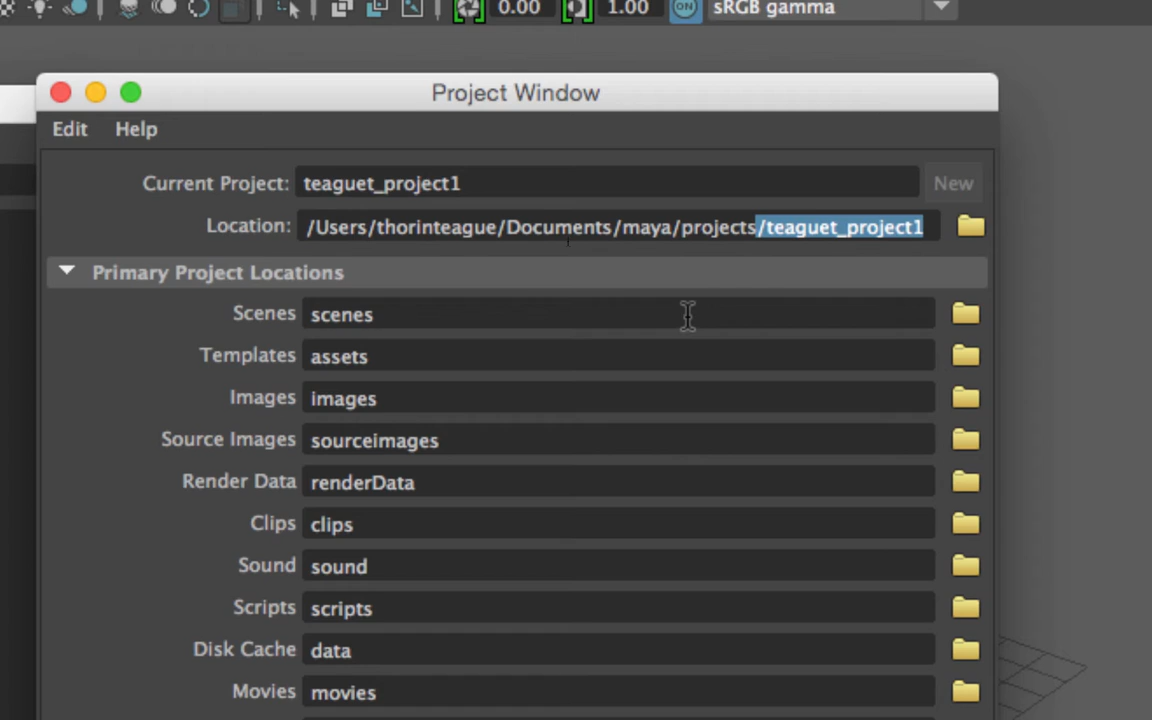 0.00 1.00 ON sRGB gamma
Project Window
Edit Help
Current Project: teaguet_project1 New
Location: /Users/thorinteague/Documents/maya/projects/teaguet_project1
Primary Project Locations
Scenes scenes
Templates assets
Images images
Source Images sourceimages
Render Data renderData
Clips clips
Sound sound
Scripts scripts
Disk Cache data
Movies movies